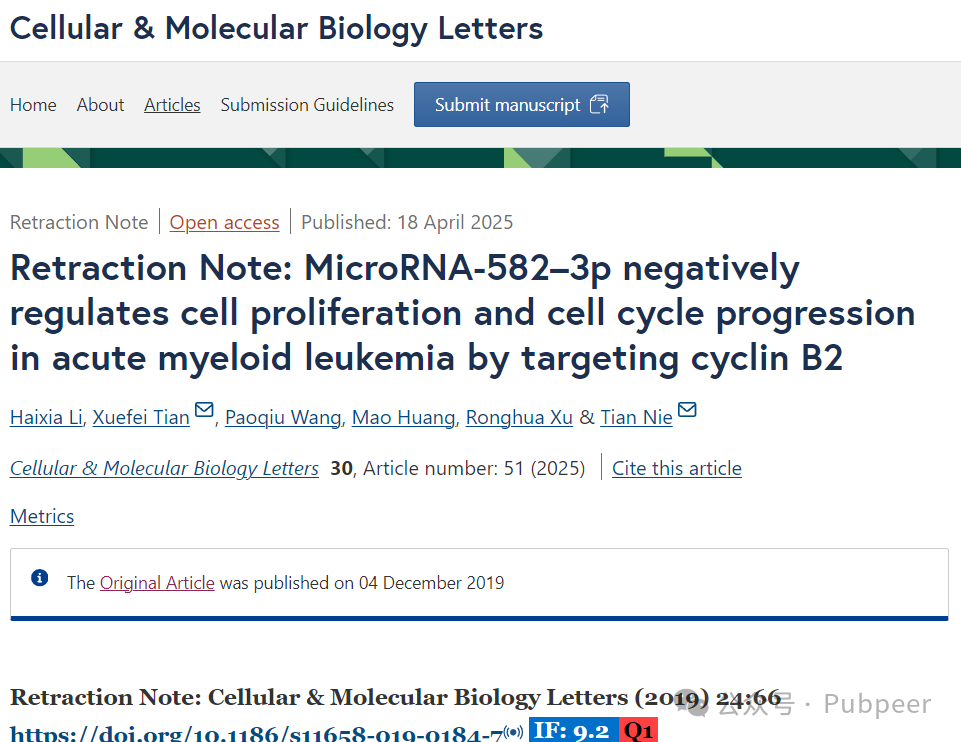 Cellular & Molecular Biology Letters
Home About Articles Submission Guidelines Submit manuscript
Retraction Note Open access Published: 18 April 2025
Retraction Note: MicroRNA-582–3p negatively
regulates cell proliferation and cell cycle progression
in acute myeloid leukemia by targeting cyclin B2
Haixia Li, Xuefei Tian, Paoqiu Wang, Mao Huang, Ronghua Xu & Tian Nie
Cellular & Molecular Biology Letters 30, Article number: 51 (2025) Cite this article
Metrics
The Original Article was published on 04 December 2019
Retraction Note: Cellular & Molecular Biology Letters (2019) 24:66
公众号 · Pubpeer
https://doi.org/10.1186/s11658-019-0184-7 IF: 9.2 Q1